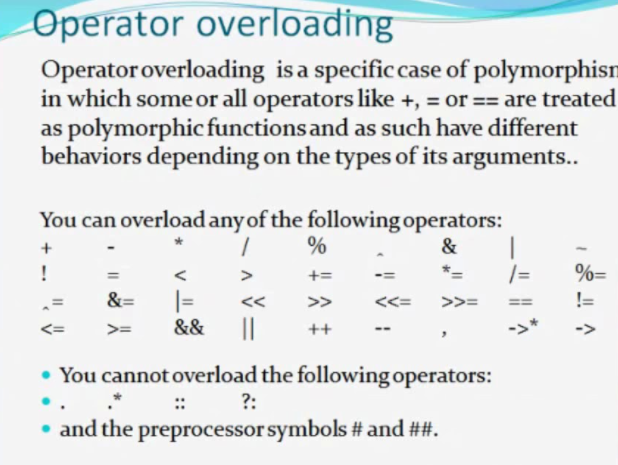 Operator overloading
Operator overloading is a specific case of polymorphism
in which some or all operators like +, = or == are treated
as polymorphic functions and as such have different
behaviors depending on the types of its arguments..
You can overload any of the following operators:
+ - * / % ^ & | ~
! = < > += -= *= /= %=
^= &= |= << >> <<= >>= == !=
<= >= && || ++ -- , ->* ->
• You cannot overload the following operators:
• . .* :: ?:
• and the preprocessor symbols # and ##.